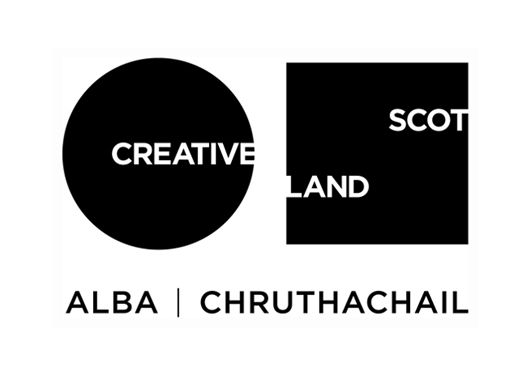 CREATIVE
SCOT
LAND
ALBA | CHRUTHACHAIL